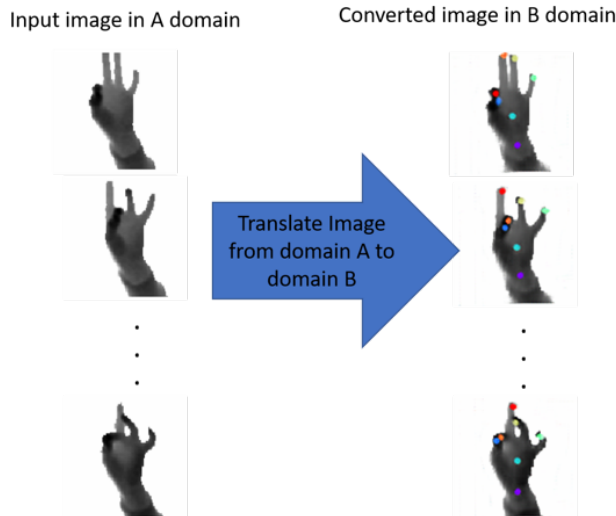 Input image in A domain
Converted image in B domain
Translate Image
from domain A to
domain B